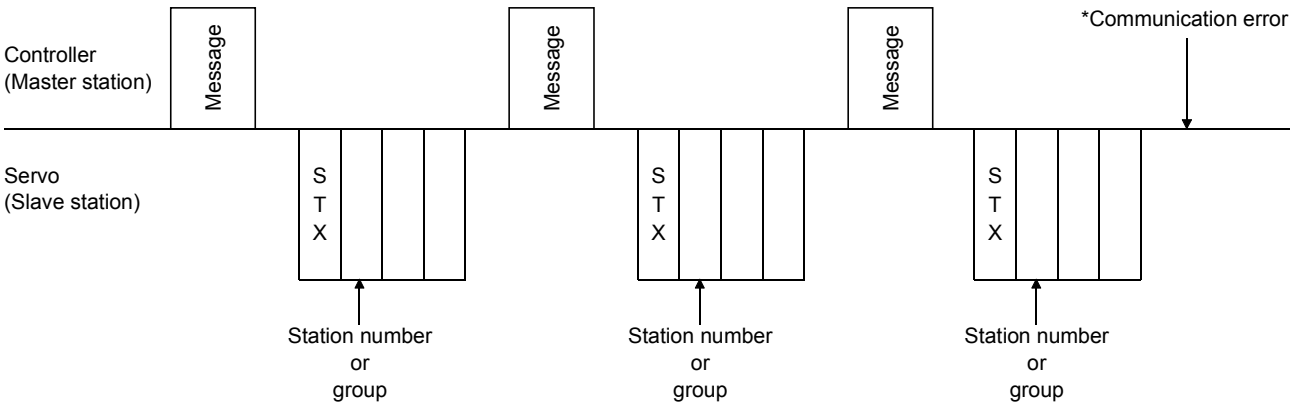 *Communication error
Controller
(Master station)
Message
Message
Message
Servo
(Slave station)
S
T
X
S
T
X
S
T
X
Station number
or
group
Station number
or
group
Station number
or
group